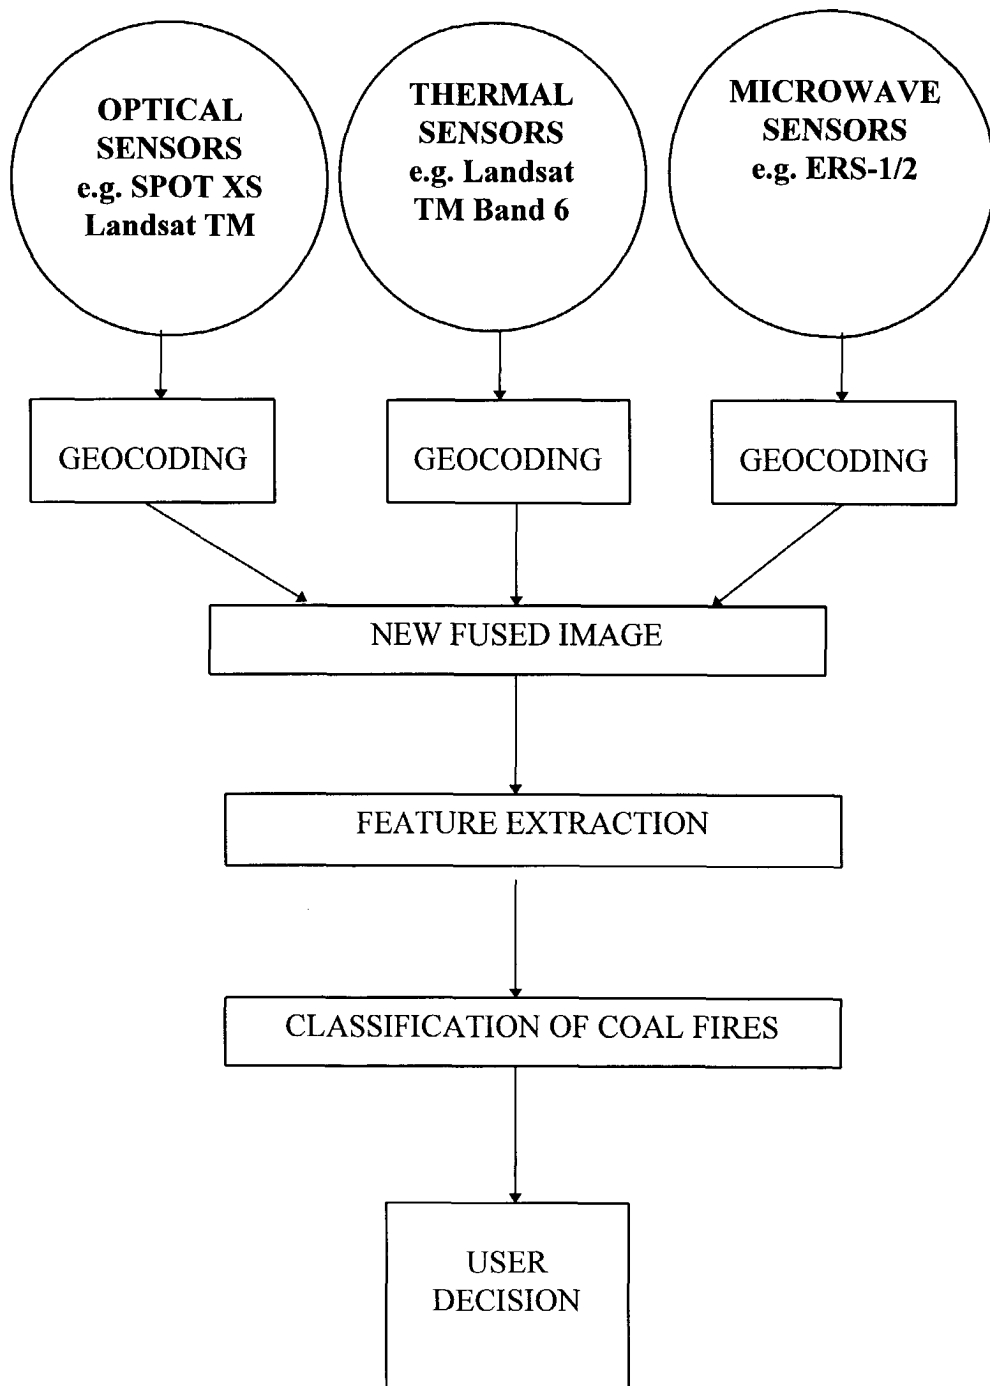 OPTICAL
SENSORS
e.g. SPOT XS
Landsat TM
THERMAL
SENSORS
e.g. Landsat
TM Band 6
MICROWAVE
SENSORS
e.g. ERS-1/2
GEOCODING
GEOCODING
GEOCODING
NEW FUSED IMAGE
FEATURE EXTRACTION
CLASSIFICATION OF COAL FIRES
USER
DECISION